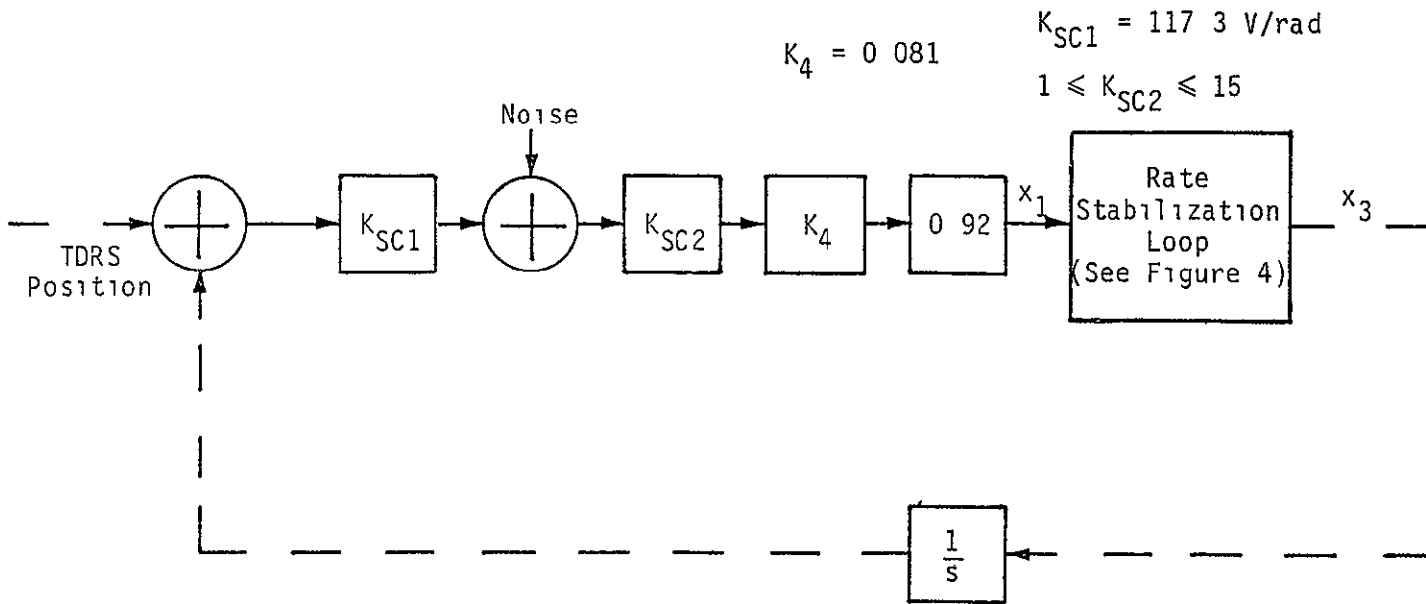 K_SC1 = 117 3 V/rad
K_4 = 0 081
1 ⩽ K_SC2 ⩽ 15
Noise
TDRS
Position
K_SC1
K_SC2
K_4
0 92
x_1
Rate
Stabilization
Loop
(See Figure 4)
x_3
1
s